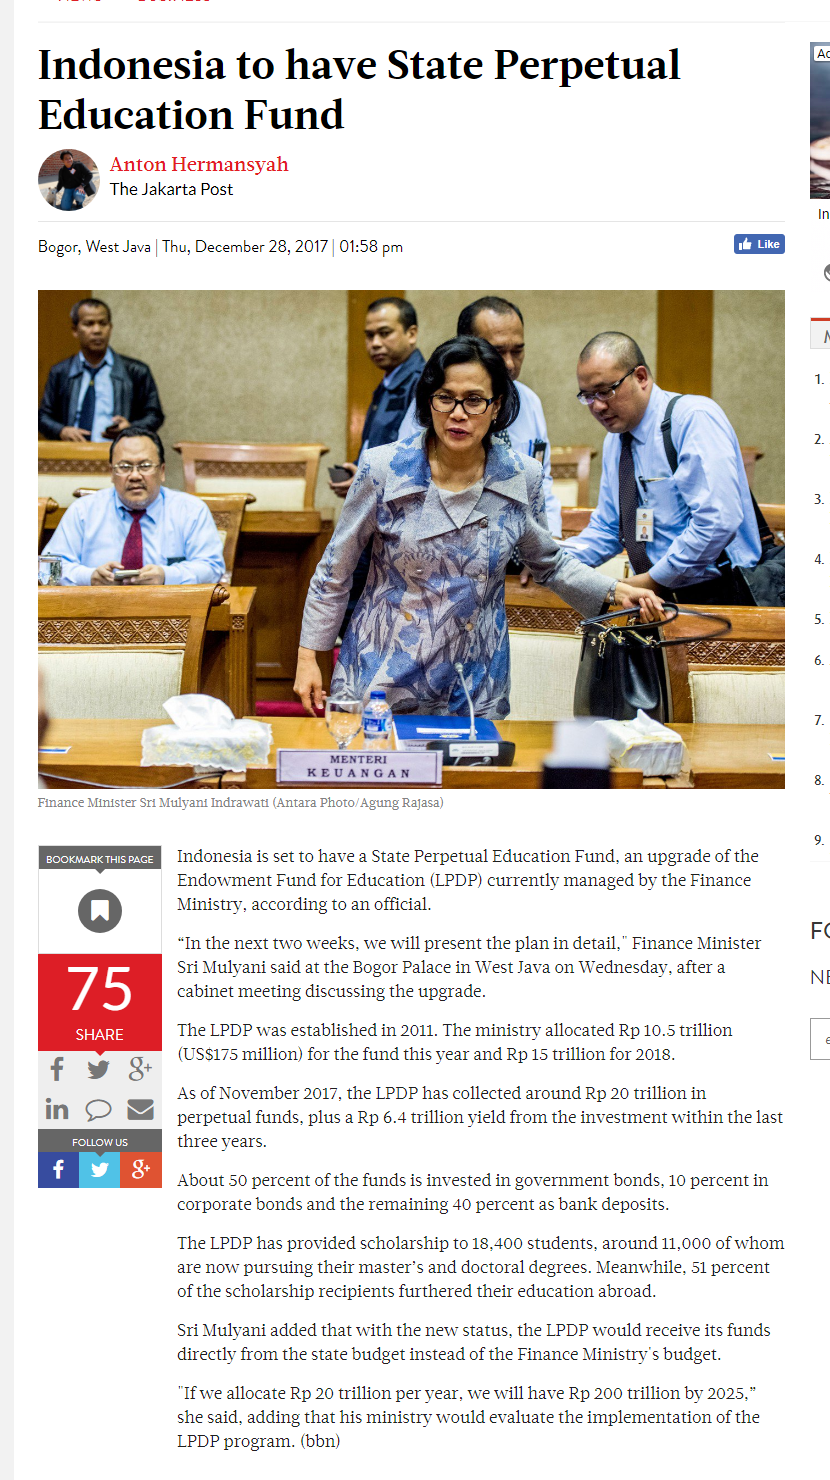 Indonesia to have State Perpetual
Education Fund
Anton Hermansyah
The Jakarta Post
Bogor, West Java | Thu, December 28, 2017 | 01:58 pm
Like
In
1.
2.
3.
4.
5.
6.
7.
8.
9.
MENTERI
KEUANGAN
Finance Minister Sri Mulyani Indrawati (Antara Photo/Agung Rajasa)
BOOKMARK THIS PAGE
75
SHARE
FOLLOW US
Indonesia is set to have a State Perpetual Education Fund, an upgrade of the
Endowment Fund for Education (LPDP) currently managed by the Finance
Ministry, according to an official.
“In the next two weeks, we will present the plan in detail," Finance Minister
Sri Mulyani said at the Bogor Palace in West Java on Wednesday, after a
cabinet meeting discussing the upgrade.
The LPDP was established in 2011. The ministry allocated Rp 10.5 trillion
(US$175 million) for the fund this year and Rp 15 trillion for 2018.
As of November 2017, the LPDP has collected around Rp 20 trillion in
perpetual funds, plus a Rp 6.4 trillion yield from the investment within the last
three years.
About 50 percent of the funds is invested in government bonds, 10 percent in
corporate bonds and the remaining 40 percent as bank deposits.
The LPDP has provided scholarship to 18,400 students, around 11,000 of whom
are now pursuing their master’s and doctoral degrees. Meanwhile, 51 percent
of the scholarship recipients furthered their education abroad.
Sri Mulyani added that with the new status, the LPDP would receive its funds
directly from the state budget instead of the Finance Ministry's budget.
"If we allocate Rp 20 trillion per year, we will have Rp 200 trillion by 2025,”
she said, adding that his ministry would evaluate the implementation of the
LPDP program. (bbn)